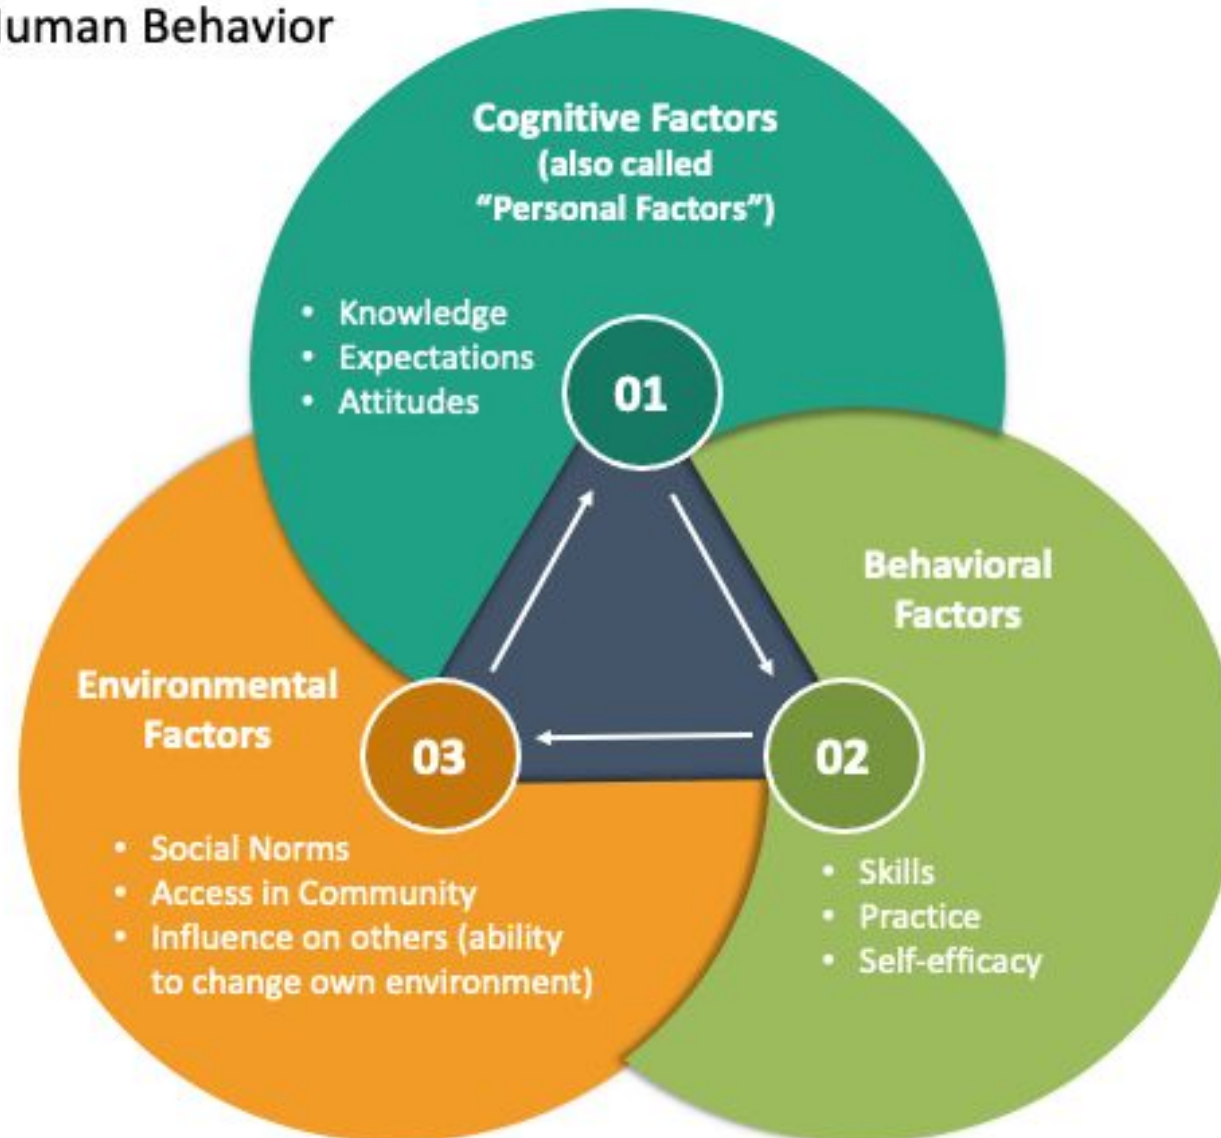 Human Behavior
Cognitive Factors
(also called
“Personal Factors”)
• Knowledge
• Expectations
• Attitudes
01
Behavioral
Factors
02
• Skills
• Practice
• Self-efficacy
Environmental
Factors
03
• Social Norms
• Access in Community
• Influence on others (ability
to change own environment)